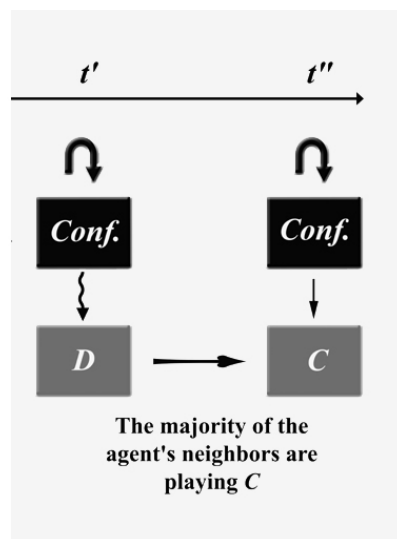 t′ t″
Conf. Conf.
D C
The majority of the
agent's neighbors are
playing C